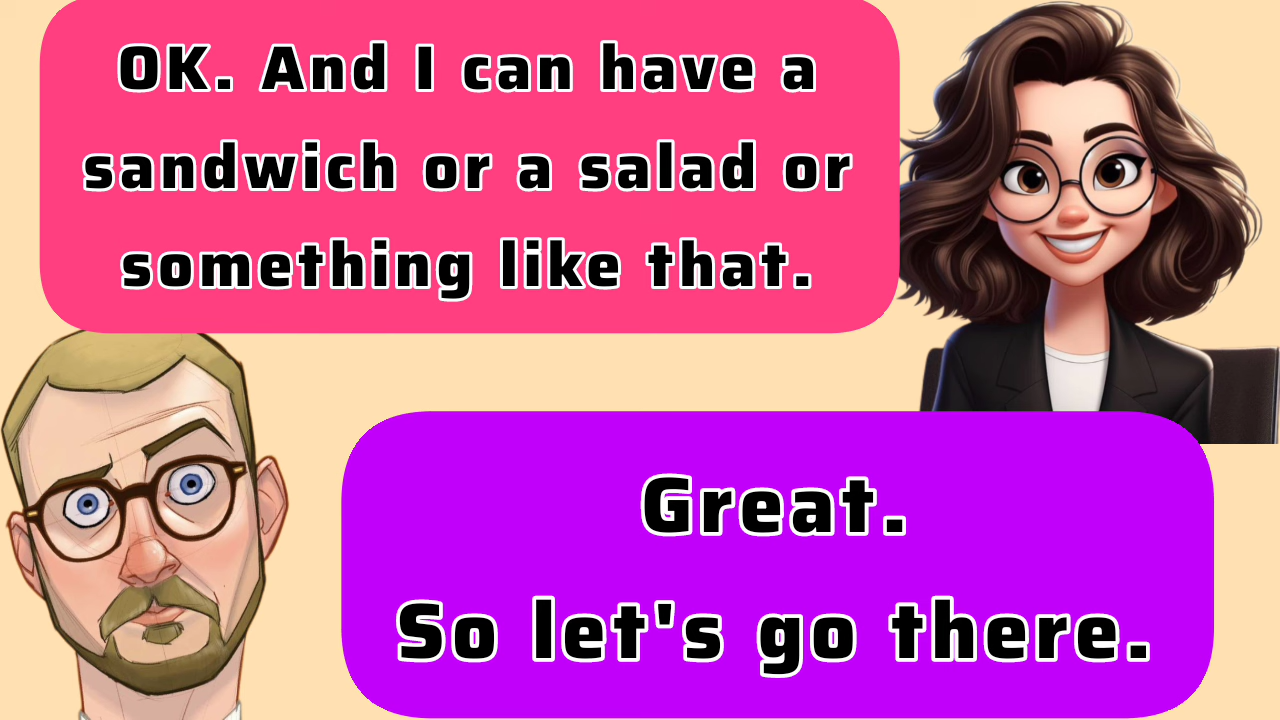 OK. And I can have a
sandwich or a salad or
something like that.
Great.
So let's go there.